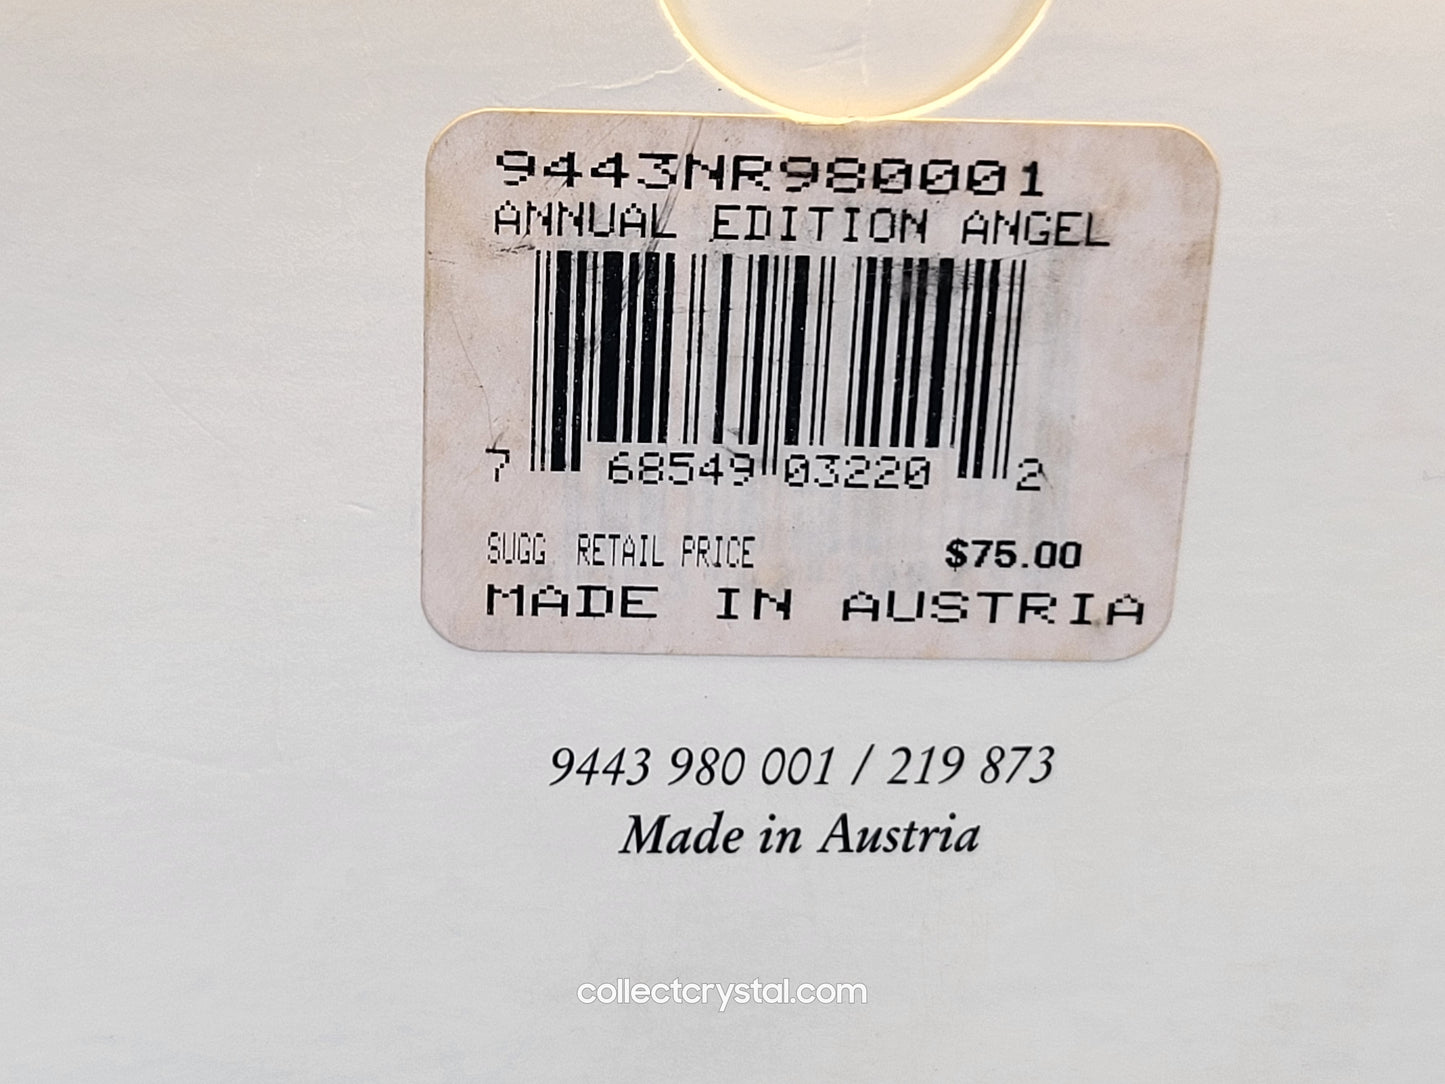 9443NR980001
ANNUAL EDITION ANGEL
7 68549 03220 2
SUGG. RETAIL PRICE $75.00
MADE IN AUSTRIA
9443 980 001 / 219 873
Made in Austria
collectcrystal.com